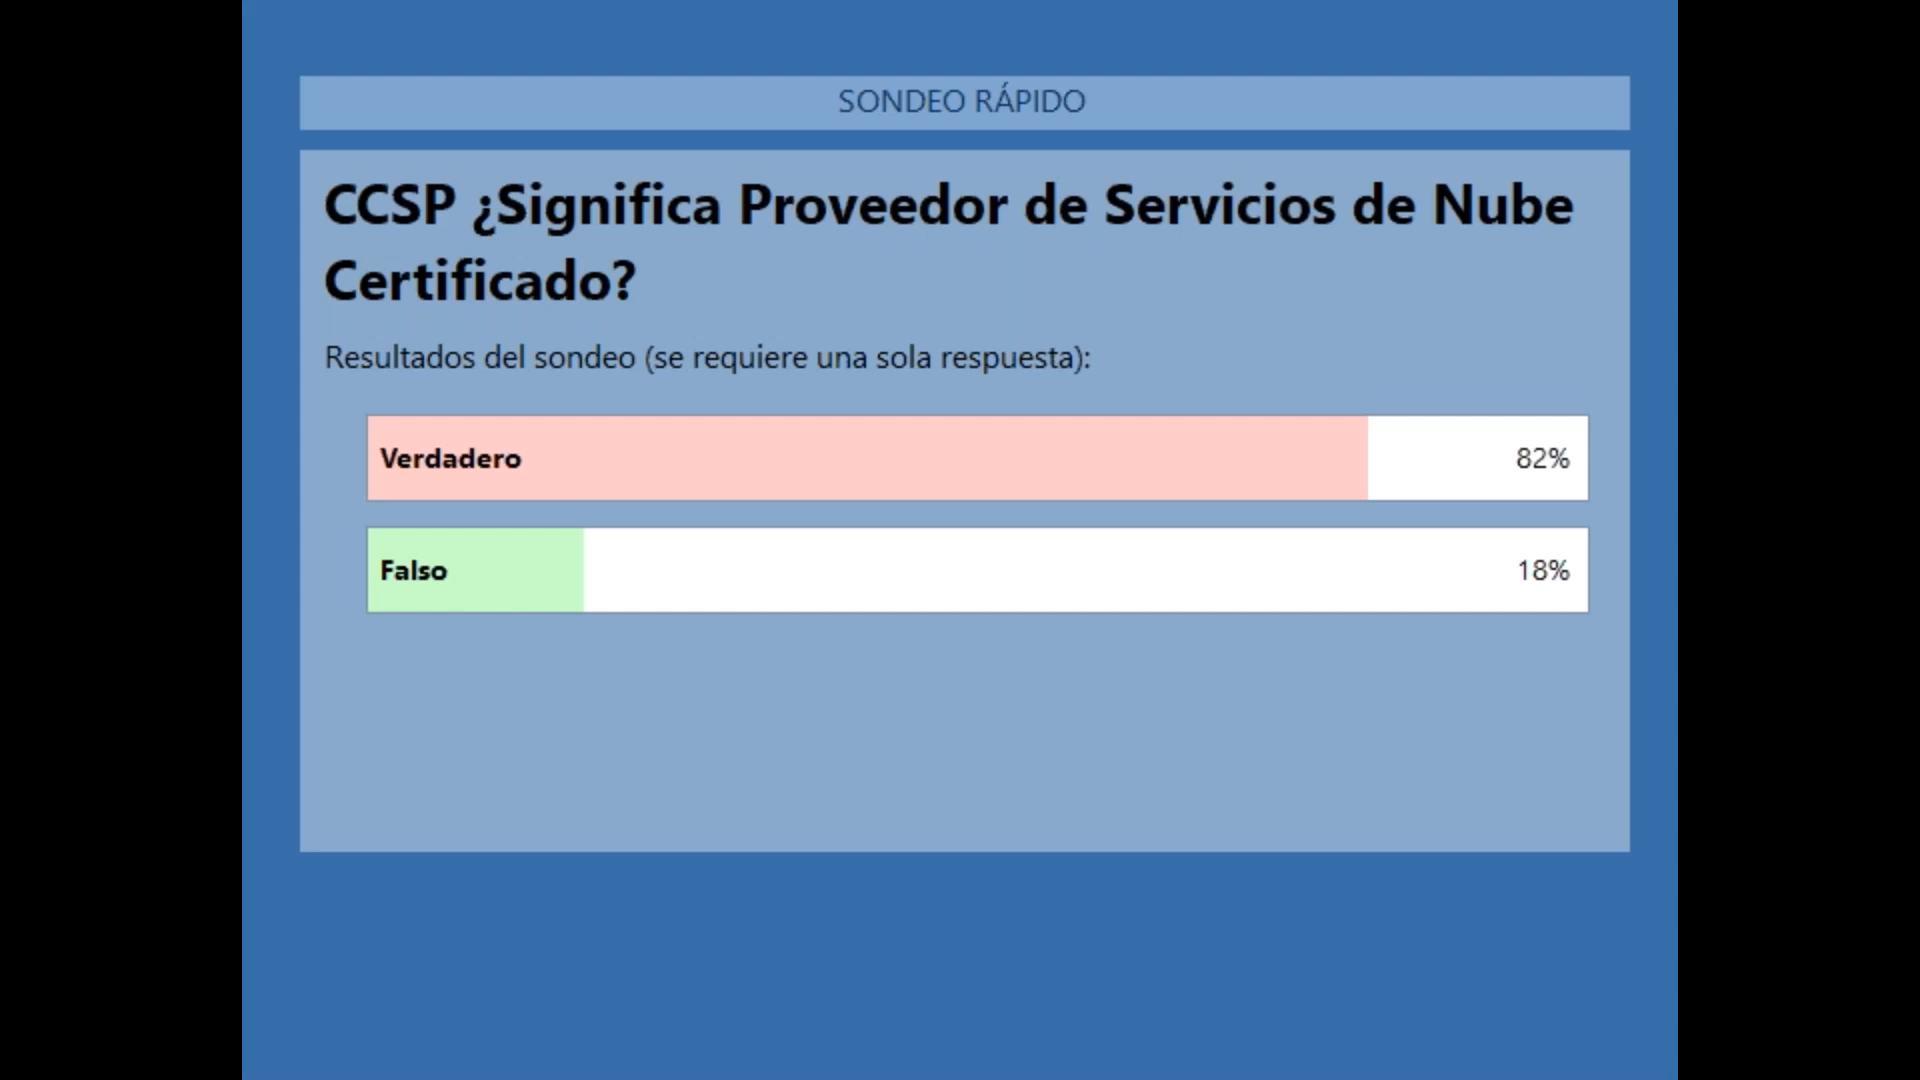 SONDEO RÁPIDO
CCSP ¿Significa Proveedor de Servicios de Nube
Certificado?
Resultados del sondeo (se requiere una sola respuesta):
Verdadero 82%
Falso 18%